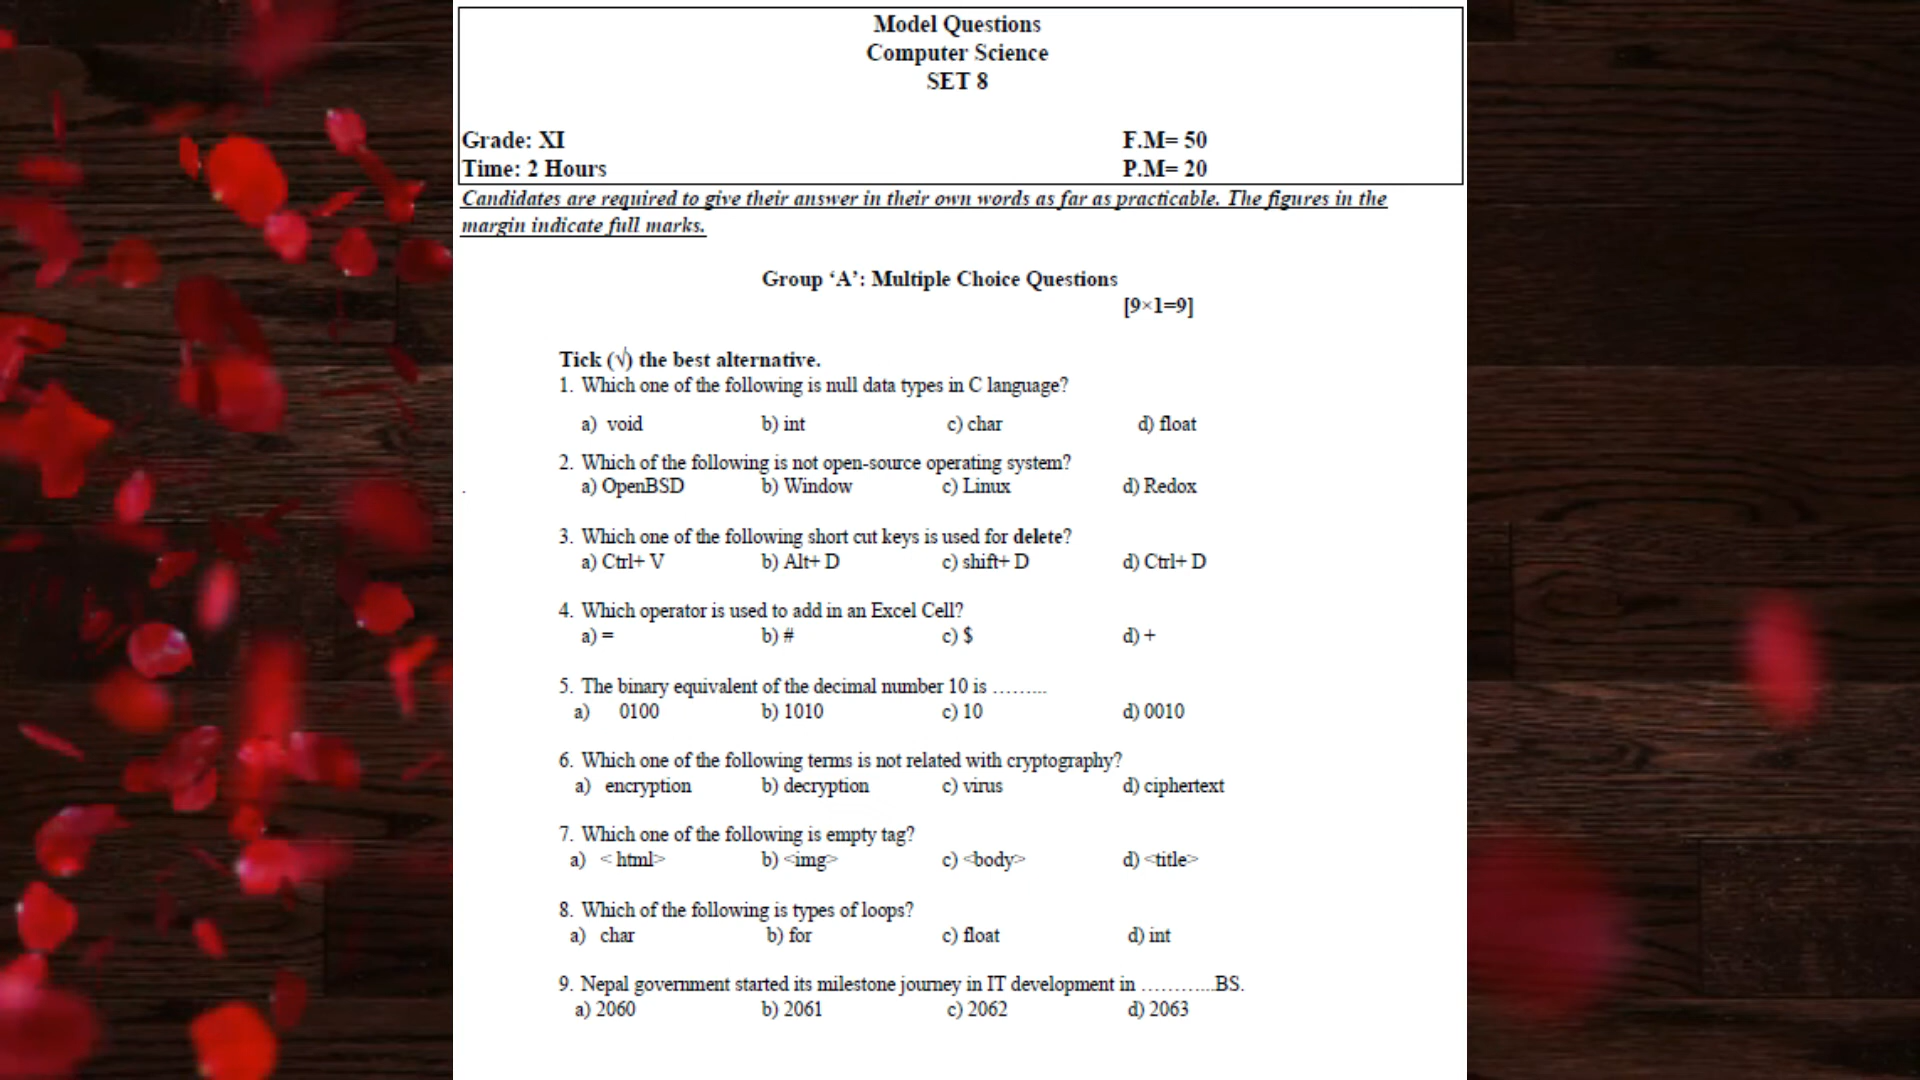 Model Questions
Computer Science
SET 8
Grade: XI F.M= 50
Time: 2 Hours P.M= 20
Candidates are required to give their answer in their own words as far as practicable. The figures in the
margin indicate full marks.
Group ‘A’: Multiple Choice Questions
[9×1=9]
Tick (√) the best alternative.
1. Which one of the following is null data types in C language?
a) void b) int c) char d) float
2. Which of the following is not open-source operating system?
a) OpenBSD b) Window c) Linux d) Redox
3. Which one of the following short cut keys is used for delete?
a) Ctrl+ V b) Alt+ D c) shift+ D d) Ctrl+ D
4. Which operator is used to add in an Excel Cell?
a) = b) # c) $ d) +
5. The binary equivalent of the decimal number 10 is ………
a) 0100 b) 1010 c) 10 d) 0010
6. Which one of the following terms is not related with cryptography?
a) encryption b) decryption c) virus d) ciphertext
7. Which one of the following is empty tag?
a) < html> b) <img> c) <body> d) <title>
8. Which of the following is types of loops?
a) char b) for c) float d) int
9. Nepal government started its milestone journey in IT development in ………...BS.
a) 2060 b) 2061 c) 2062 d) 2063